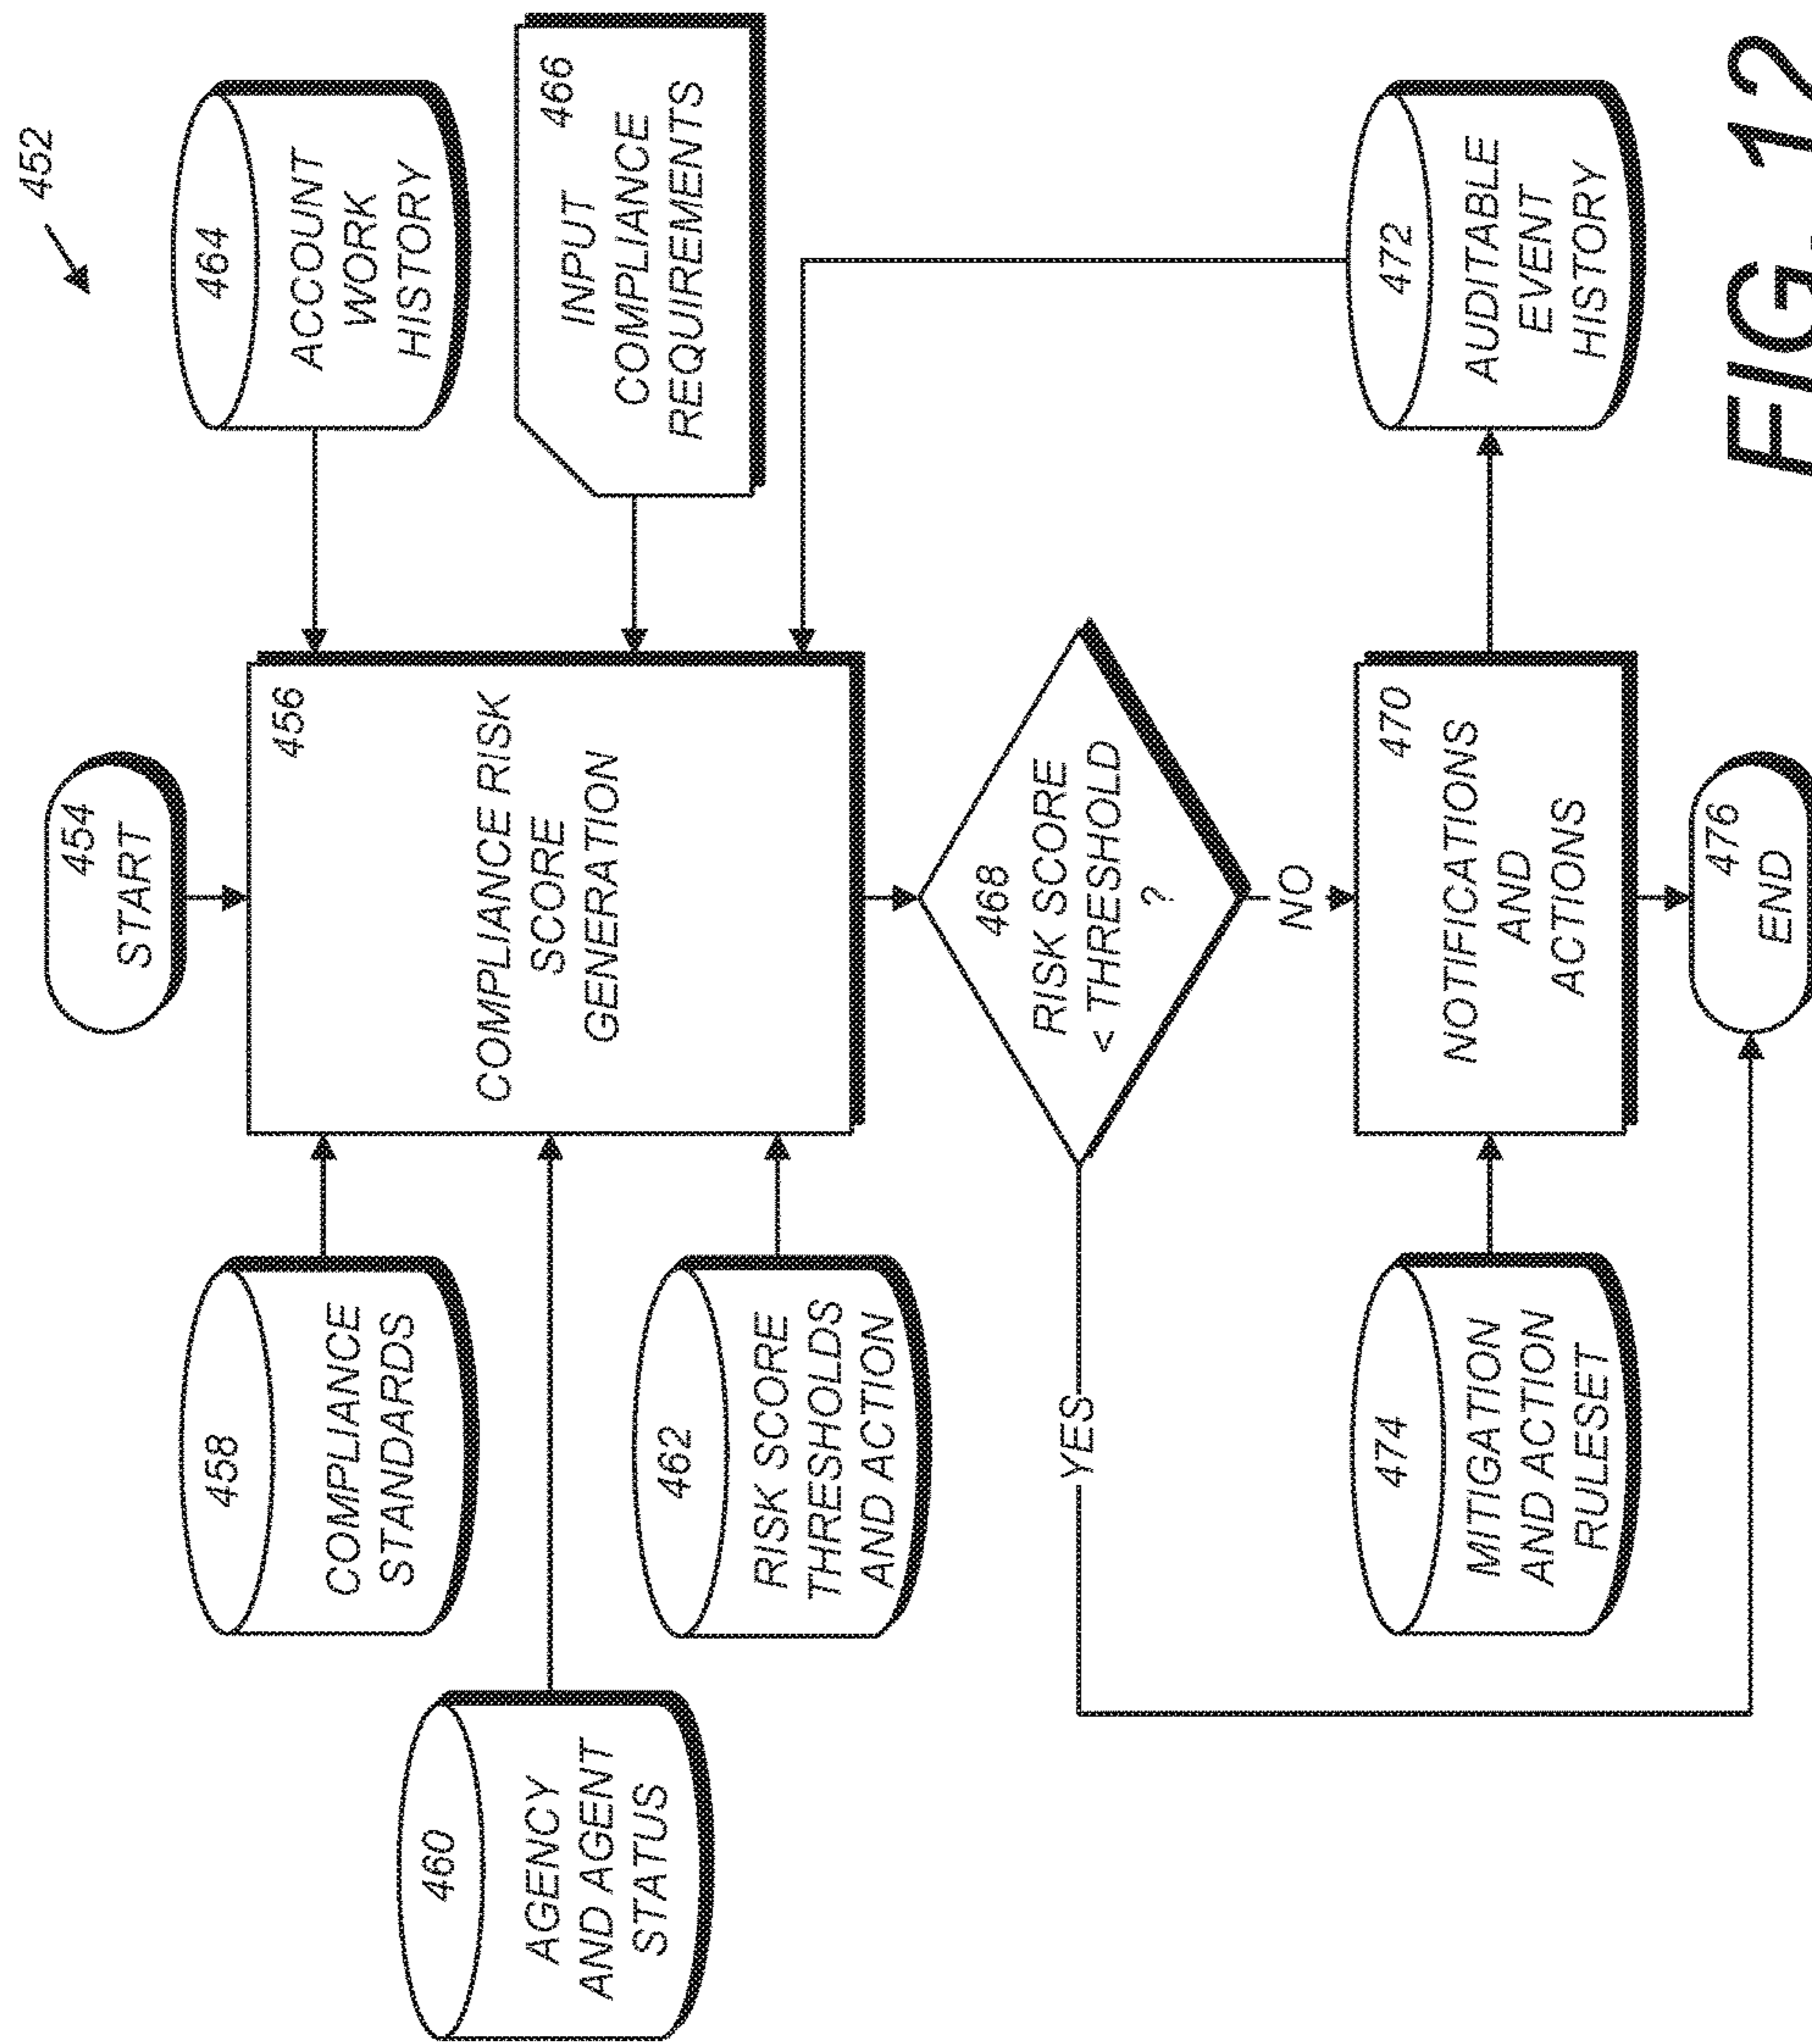 452
454
START
456
COMPLIANCE RISK
SCORE
GENERATION
458
COMPLIANCE
STANDARDS
460
AGENCY
AND AGENT
STATUS
462
RISK SCORE
THRESHOLDS
AND ACTION
464
ACCOUNT
WORK
HISTORY
466
INPUT
COMPLIANCE
REQUIREMENTS
468
RISK SCORE
< THRESHOLD
?
YES
NO
470
NOTIFICATIONS
AND
ACTIONS
472
AUDITABLE
EVENT
HISTORY
474
MITIGATION
AND ACTION
RULESET
476
END
FIG. 12